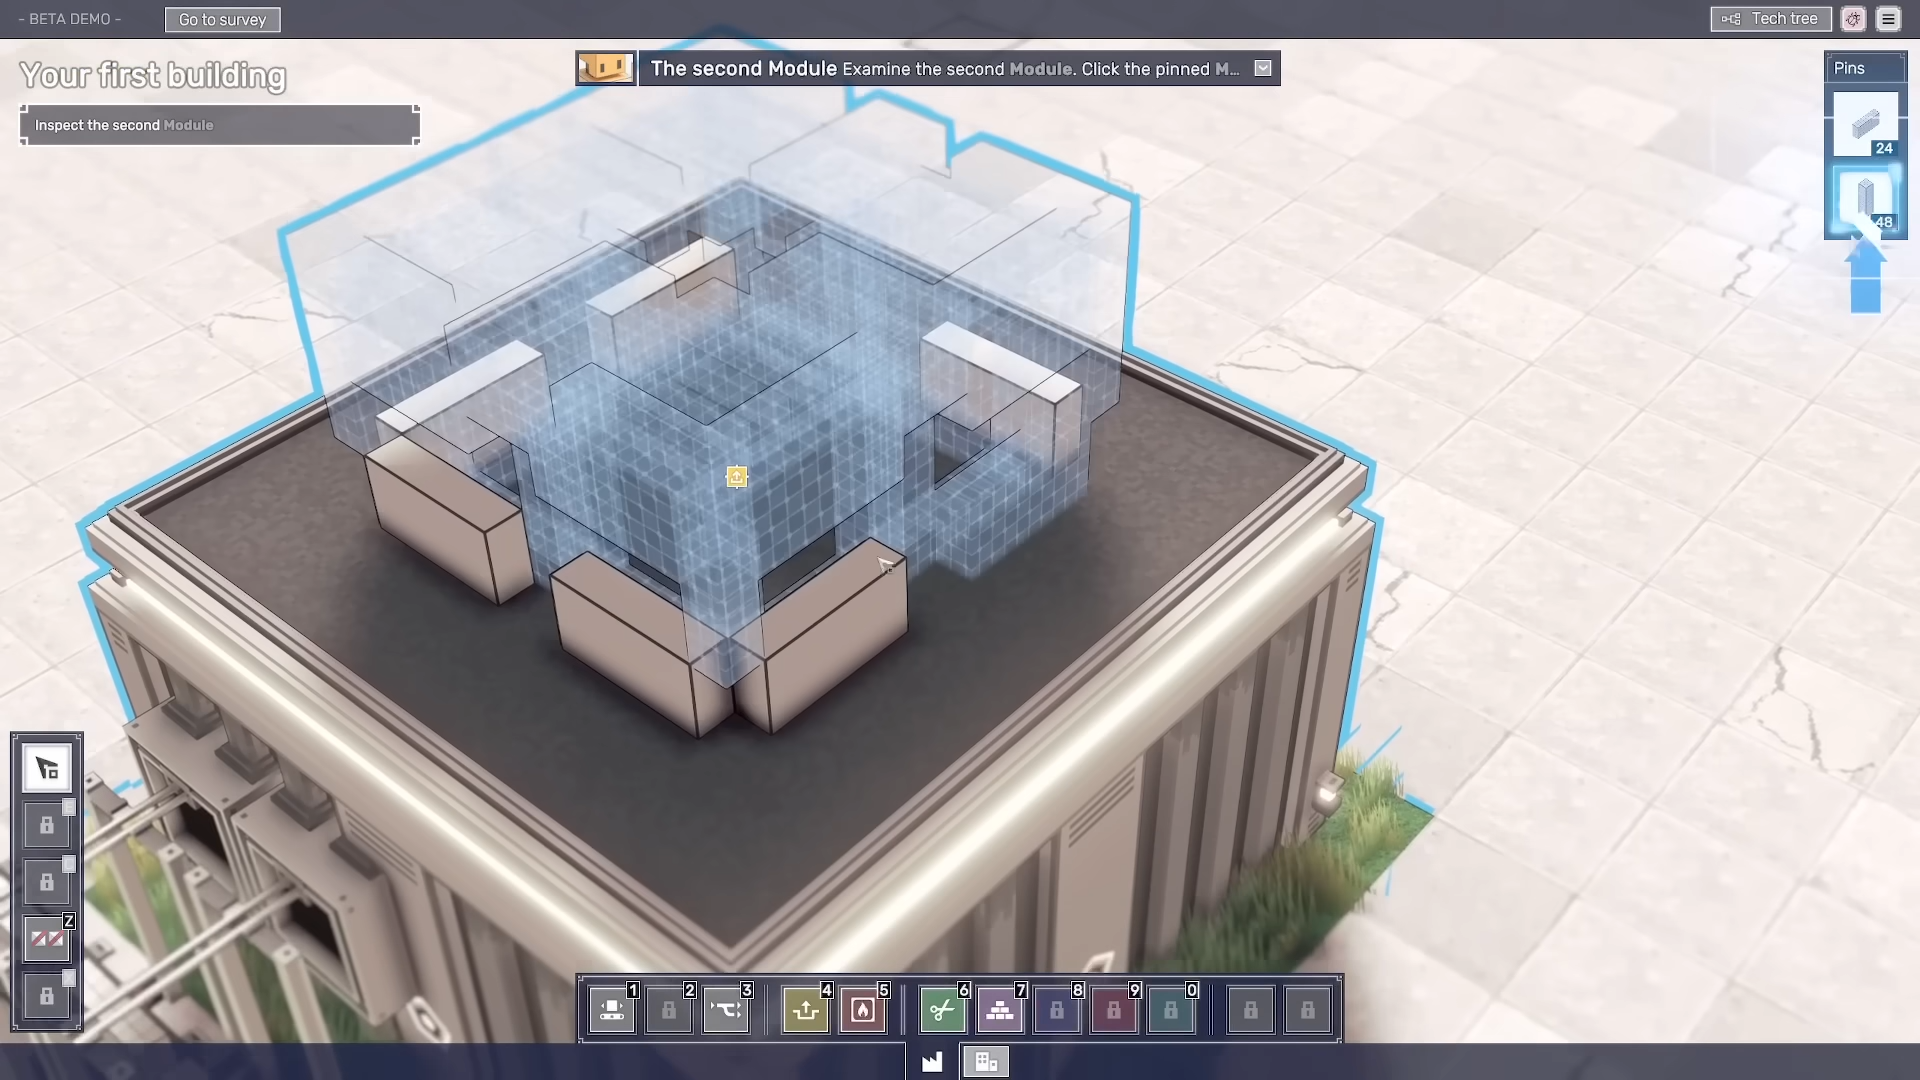 - BETA DEMO -
Go to survey
Tech tree
Your first building
Inspect the second Module
The second Module Examine the second Module. Click the pinned M...
Pins
24
48
Z
1
2
3
4
5
6
7
8
9
0